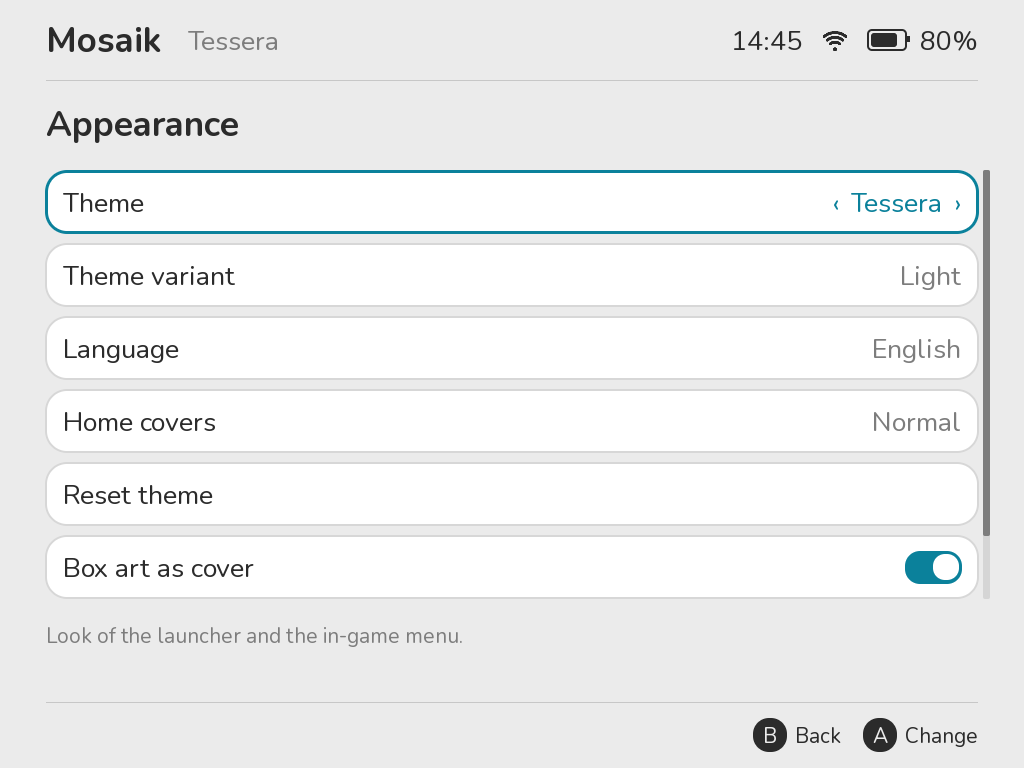 Mosaik Tessera 14:45 80%
Appearance
Theme ‹ Tessera ›
Theme variant Light
Language English
Home covers Normal
Reset theme
Box art as cover
Look of the launcher and the in-game menu.
B Back A Change